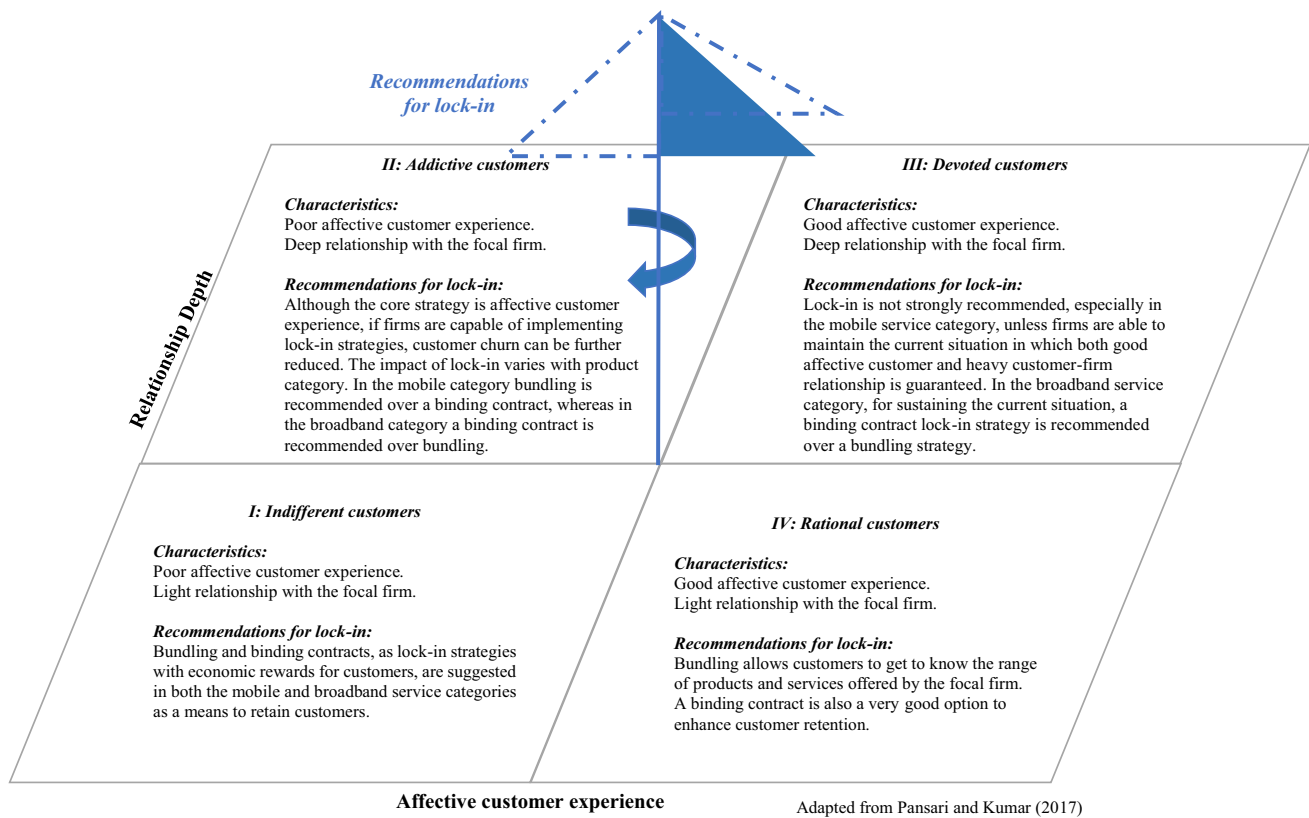 Recommendations
for lock-in
II: Addictive customers
Characteristics:
Poor affective customer experience.
Deep relationship with the focal firm.
Recommendations for lock-in:
Although the core strategy is affective customer
experience, if firms are capable of implementing
lock-in strategies, customer churn can be further
reduced. The impact of lock-in varies with product
category. In the mobile category bundling is
recommended over a binding contract, whereas in
the broadband category a binding contract is
recommended over bundling.
III: Devoted customers
Characteristics:
Good affective customer experience.
Deep relationship with the focal firm.
Recommendations for lock-in:
Lock-in is not strongly recommended, especially in
the mobile service category, unless firms are able to
maintain the current situation in which both good
affective customer and heavy customer-firm
relationship is guaranteed. In the broadband service
category, for sustaining the current situation, a
binding contract lock-in strategy is recommended
over a bundling strategy.
Relationship Depth
I: Indifferent customers
Characteristics:
Poor affective customer experience.
Light relationship with the focal firm.
Recommendations for lock-in:
Bundling and binding contracts, as lock-in strategies
with economic rewards for customers, are suggested
in both the mobile and broadband service categories
as a means to retain customers.
IV: Rational customers
Characteristics:
Good affective customer experience.
Light relationship with the focal firm.
Recommendations for lock-in:
Bundling allows customers to get to know the range
of products and services offered by the focal firm.
A binding contract is also a very good option to
enhance customer retention.
Affective customer experience
Adapted from Pansari and Kumar (2017)